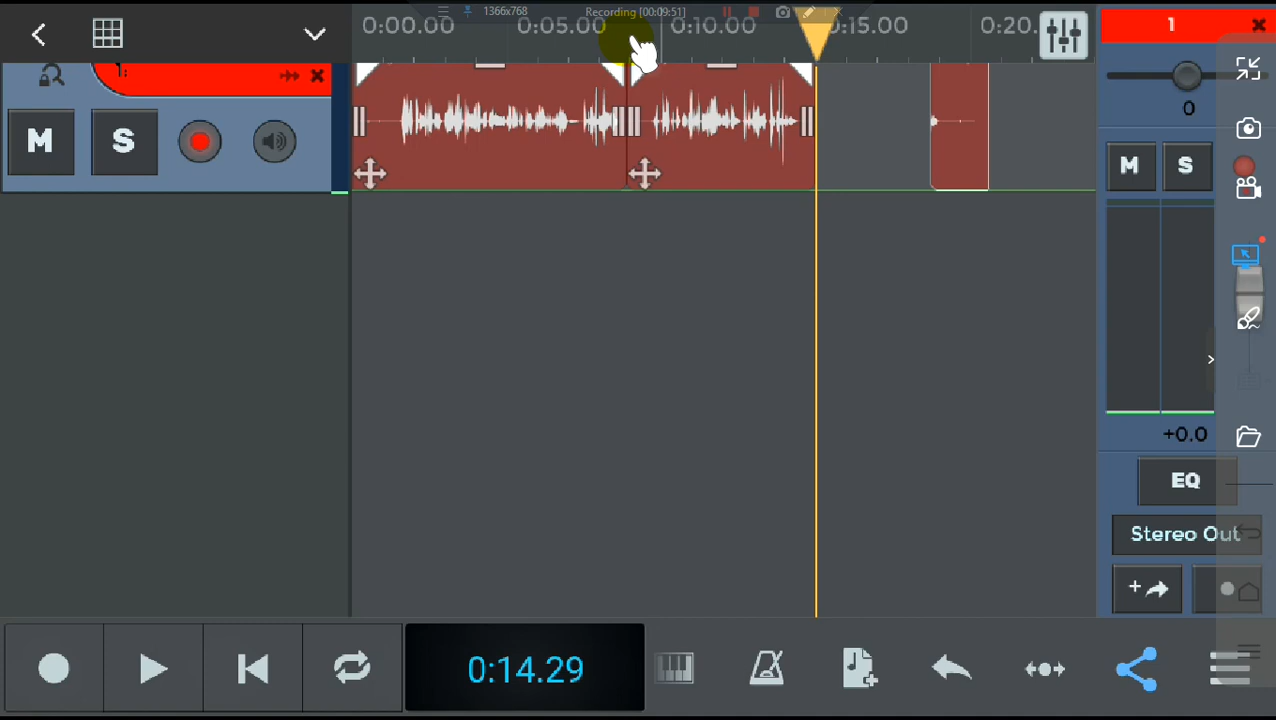 1366x768 Recording [00:09:51]
0:00.00 0:05.00 0:10.00 0:15.00 0:20.
1
1:
0
M S
M S
+0.0
EQ
Stereo Out
0:14.29